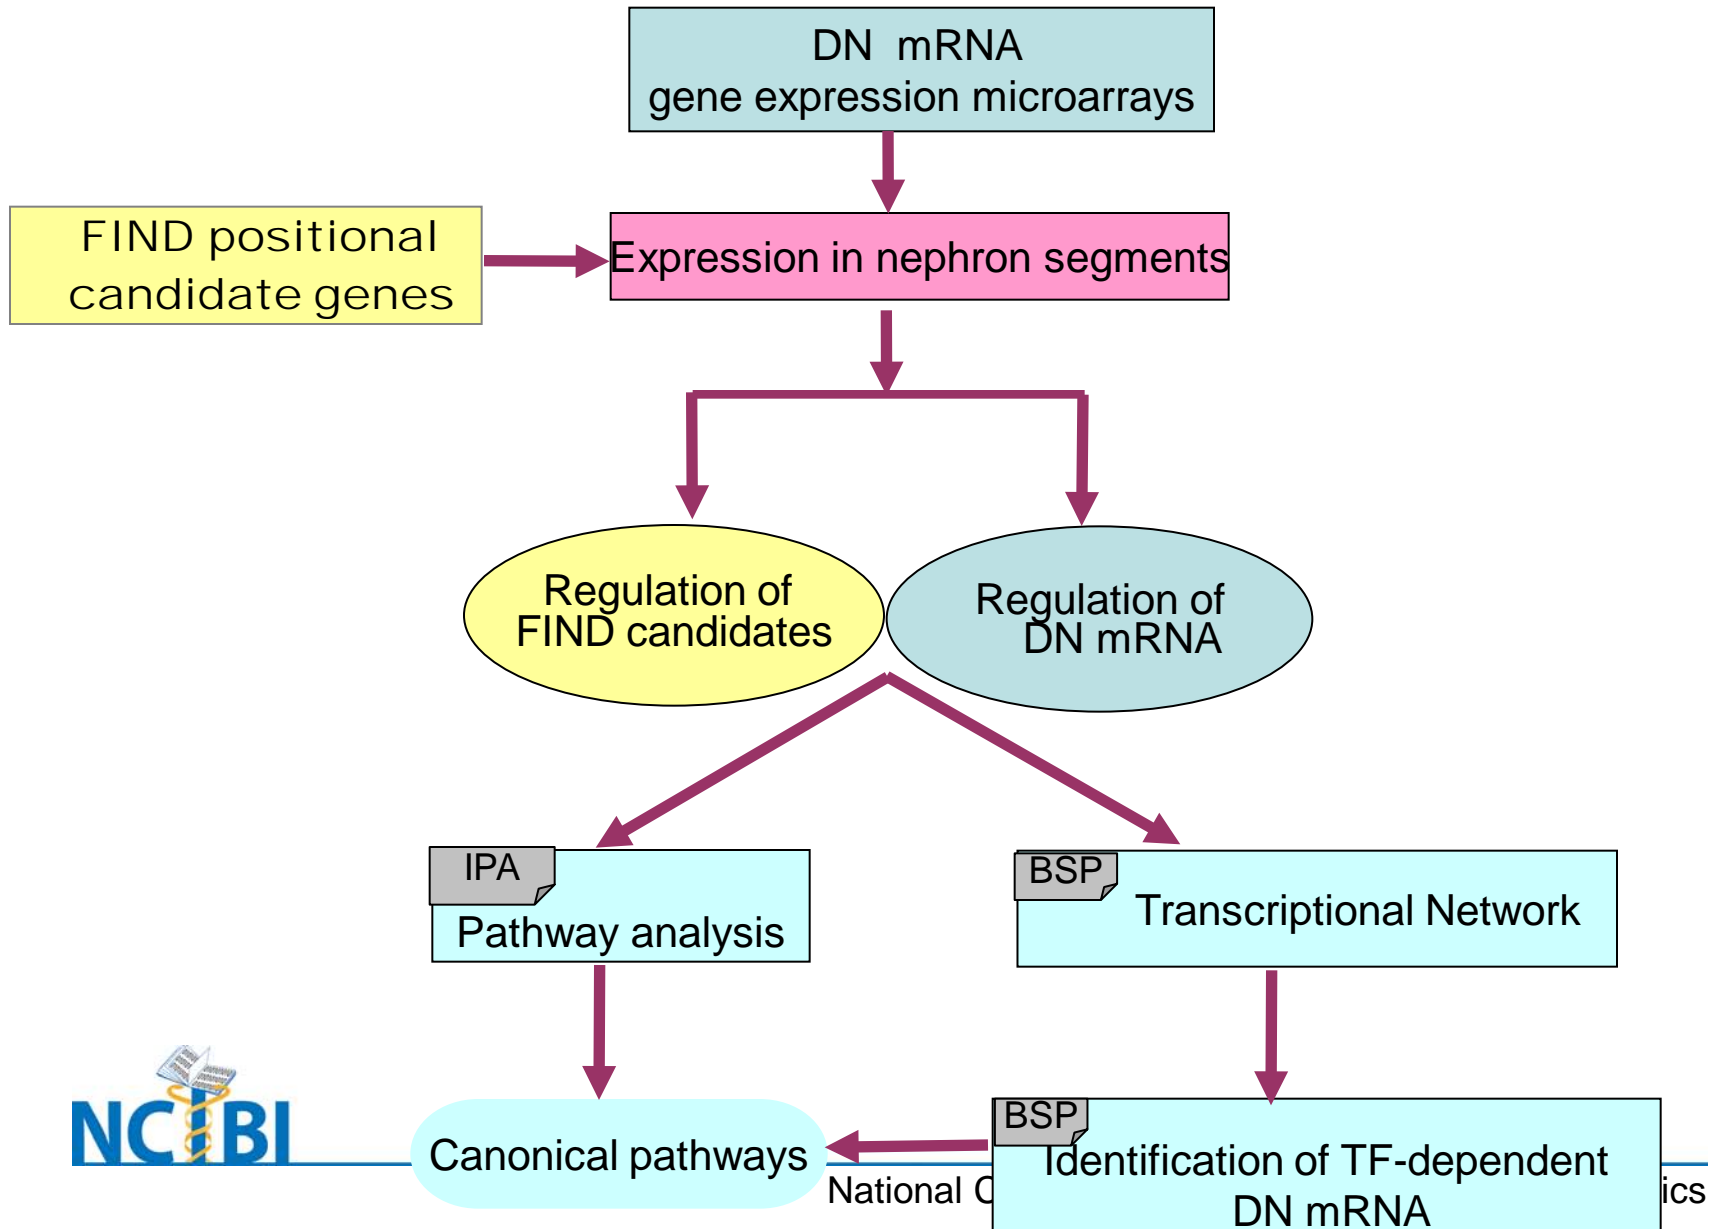 DN mRNA
gene expression microarrays
FIND positional
candidate genes
Expression in nephron segments
Regulation of
FIND candidates
Regulation of
DN mRNA
IPA
Pathway analysis
BSP
Transcriptional Network
NCIBI
Canonical pathways
BSP
Identification of TF-dependent
DN mRNA
National C
ics